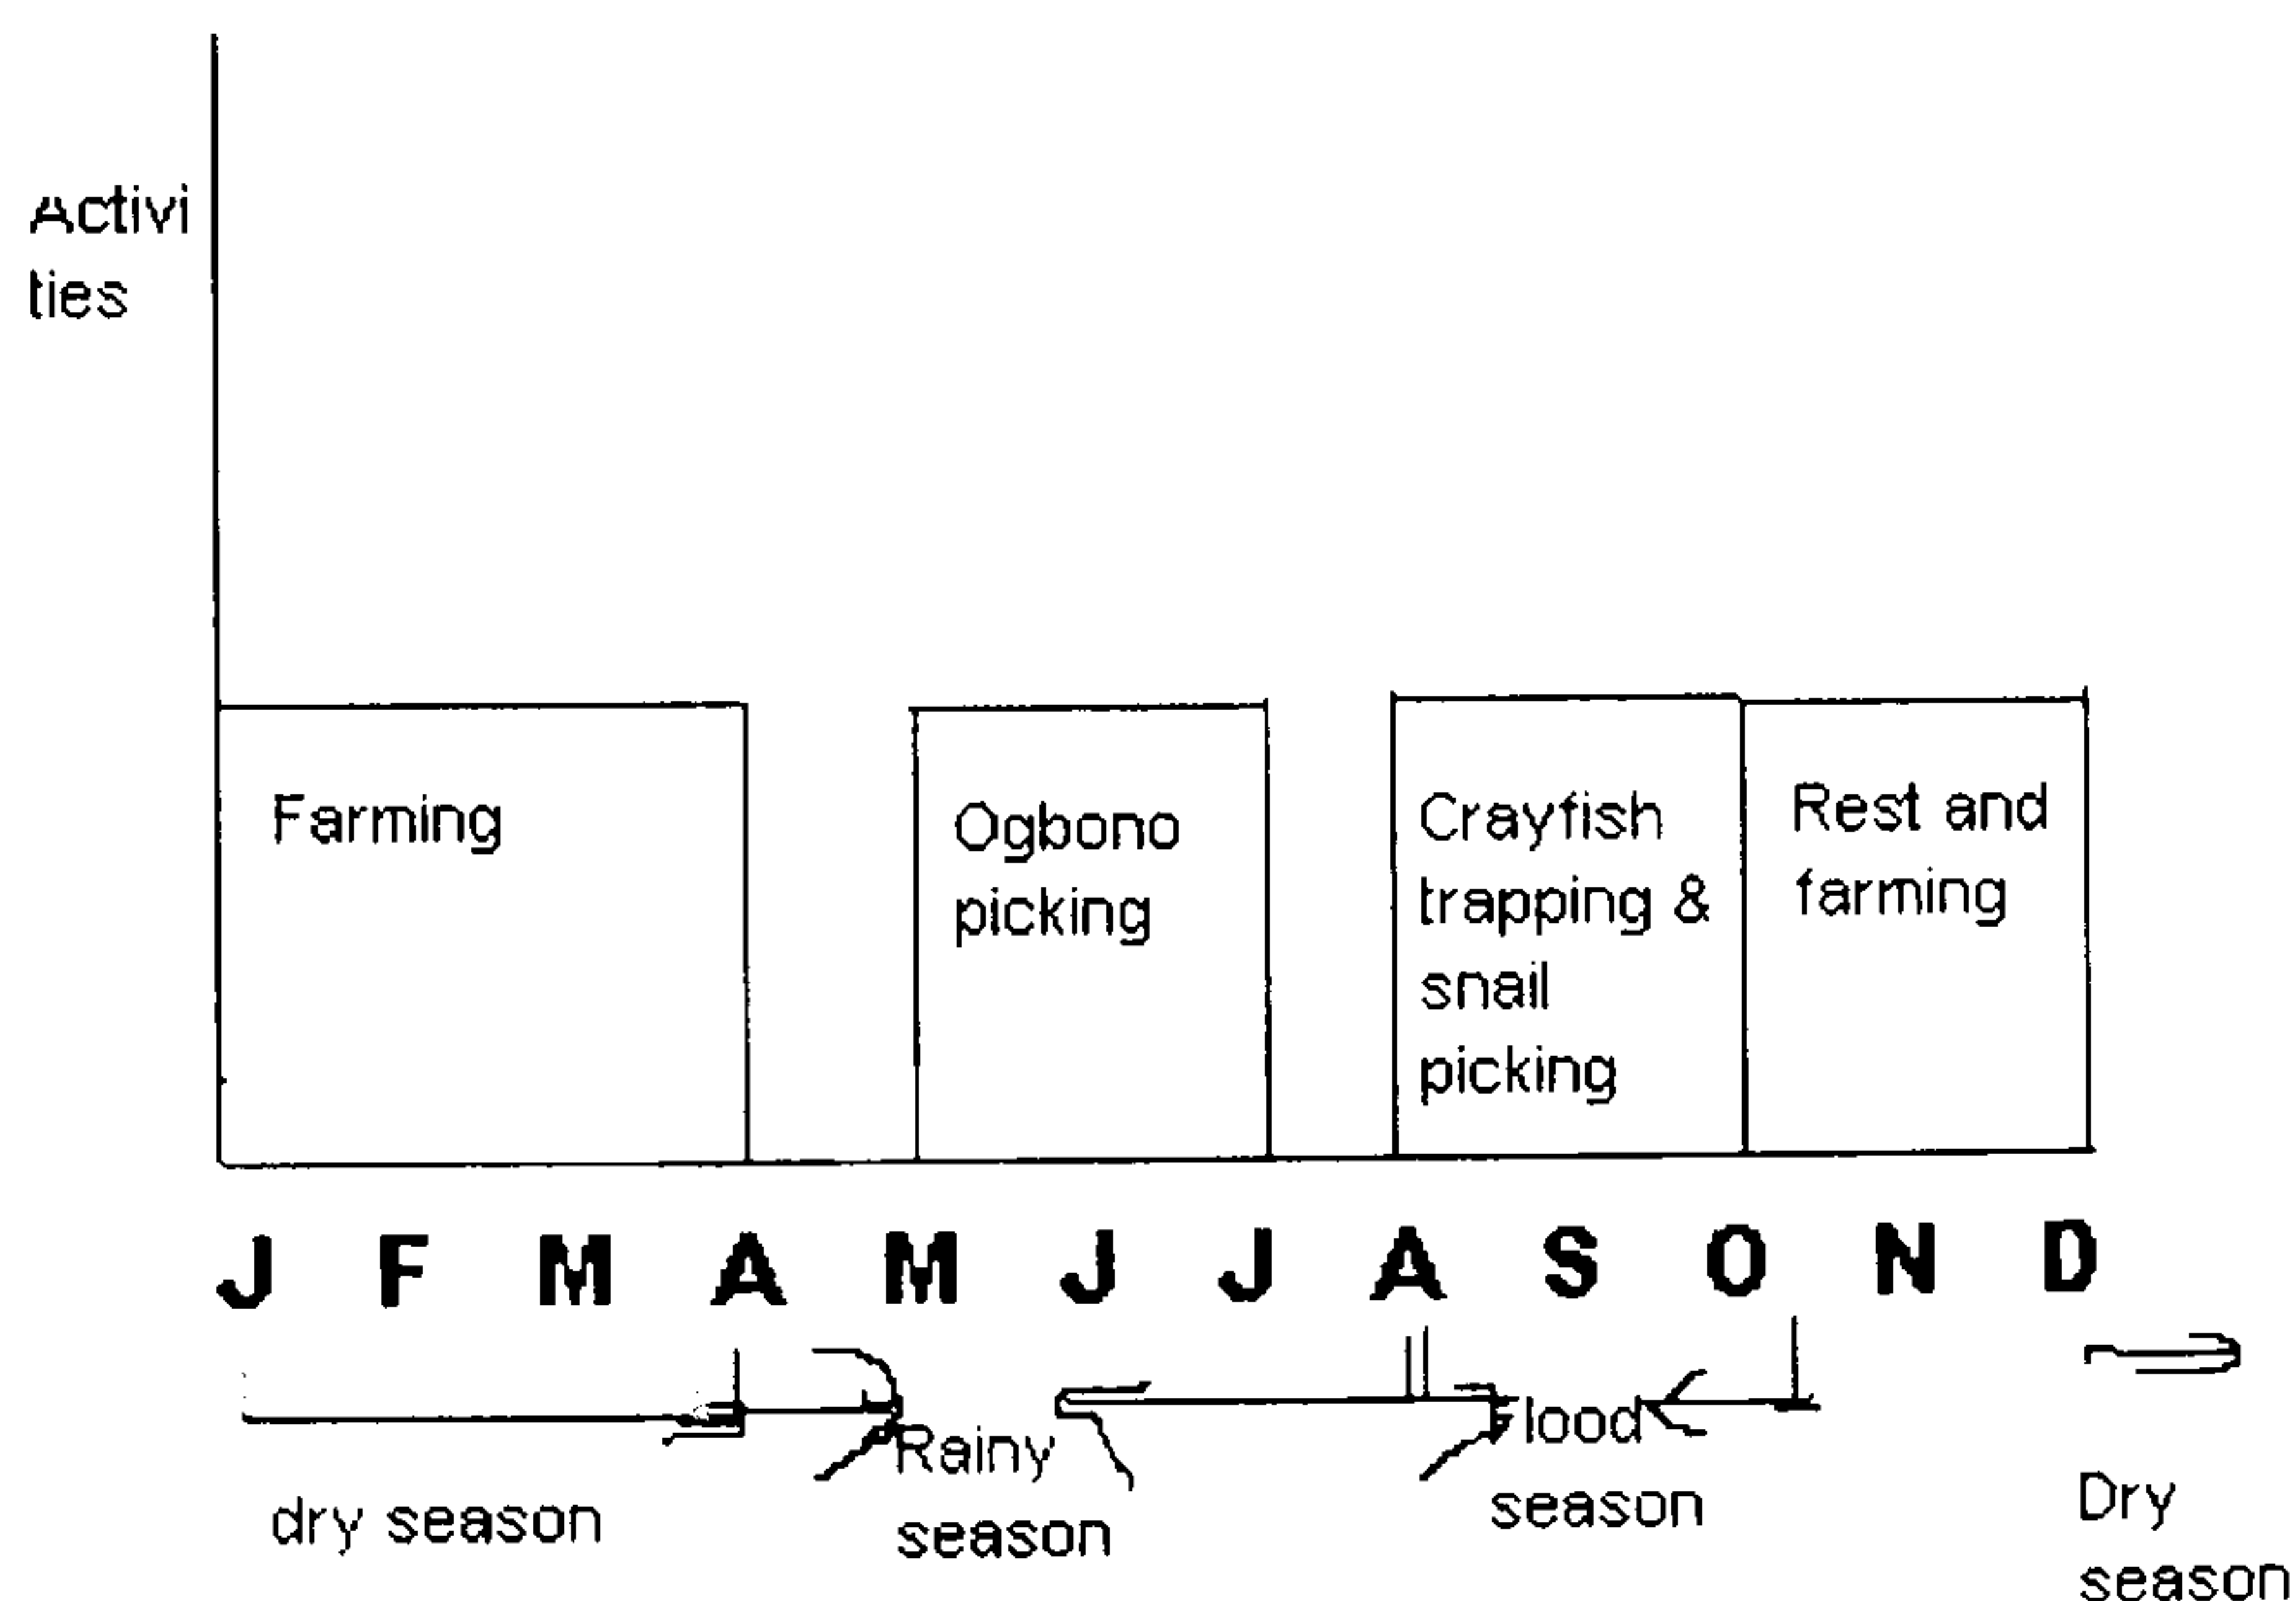 Activi
ties
Farming
Ogbono
picking
Crayfish
trapping &
snail
picking
Rest and
farming
J F M A M J J A S O N D
dry season
Rainy
season
Flood
season
Dry
season